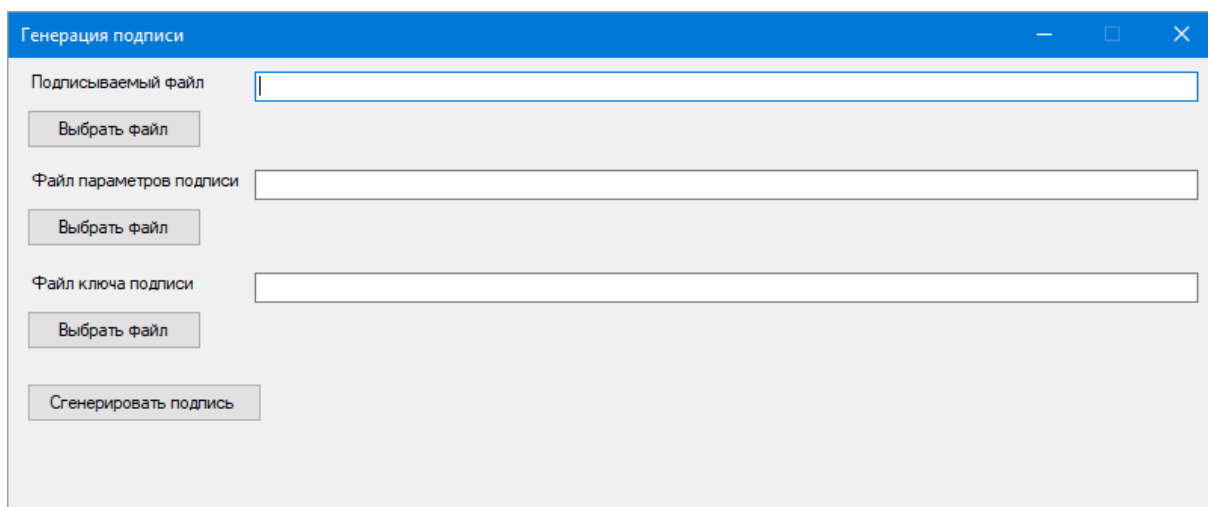 Генерация подписи
Подписываемый файл
Выбрать файл
Файл параметров подписи
Выбрать файл
Файл ключа подписи
Выбрать файл
Сгенерировать подпись